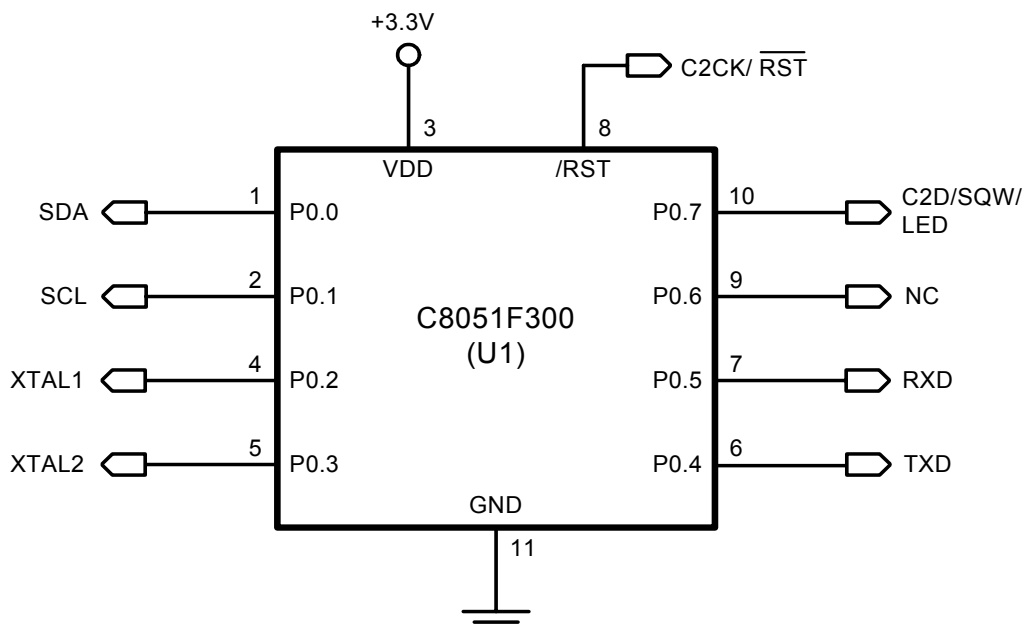 +3.3V
C2CK/ RST
3
8
VDD
/RST
SDA
1
P0.0
P0.7
10
C2D/SQW/
LED
SCL
2
P0.1
P0.6
9
NC
C8051F300
(U1)
XTAL1
4
P0.2
P0.5
7
RXD
XTAL2
5
P0.3
P0.4
6
TXD
GND
11